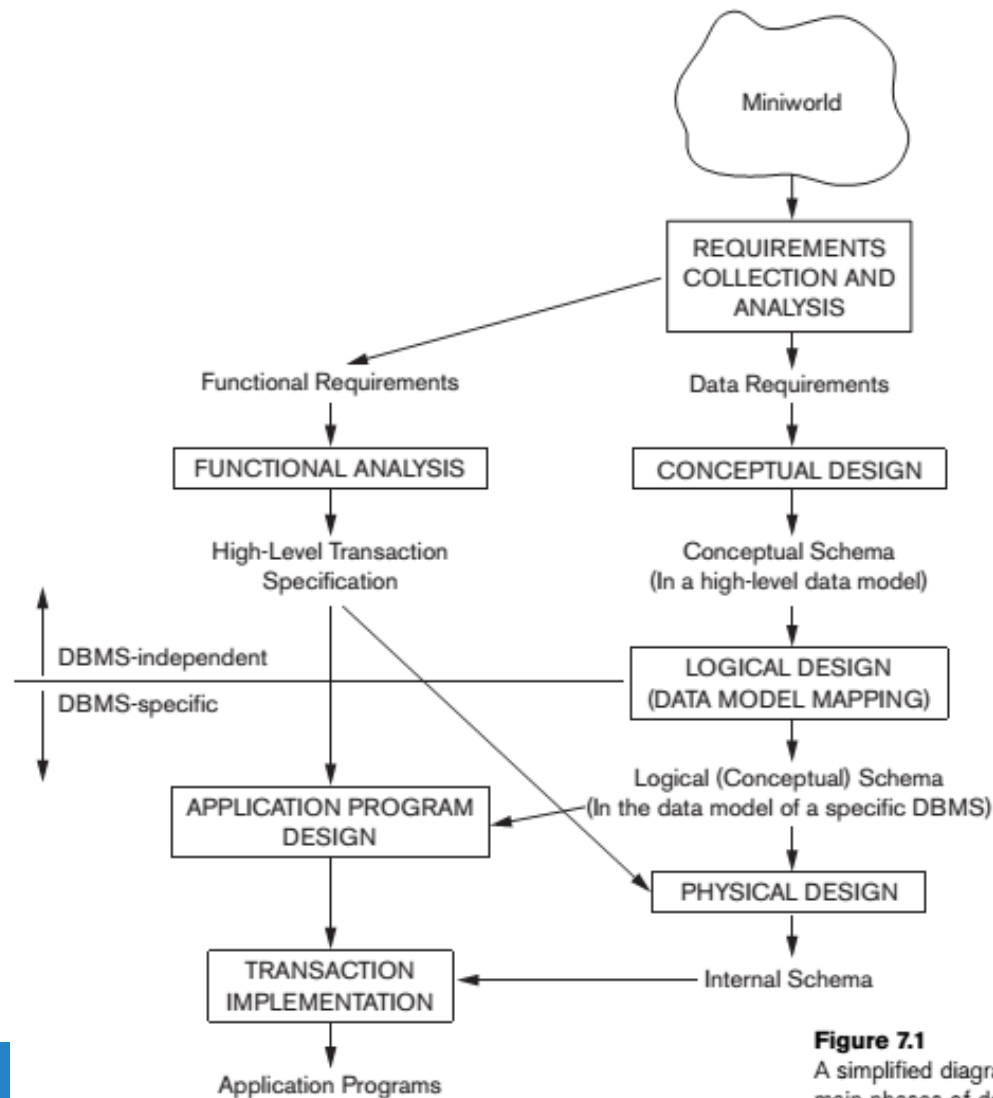 Miniworld
REQUIREMENTS
COLLECTION AND
ANALYSIS
Functional Requirements
Data Requirements
FUNCTIONAL ANALYSIS
CONCEPTUAL DESIGN
High-Level Transaction
Specification
Conceptual Schema
(In a high-level data model)
DBMS-independent
DBMS-specific
LOGICAL DESIGN
(DATA MODEL MAPPING)
Logical (Conceptual) Schema
(In the data model of a specific DBMS)
APPLICATION PROGRAM
DESIGN
PHYSICAL DESIGN
TRANSACTION
IMPLEMENTATION
Internal Schema
Application Programs
Figure 7.1
A simplified diagra
main phases of d